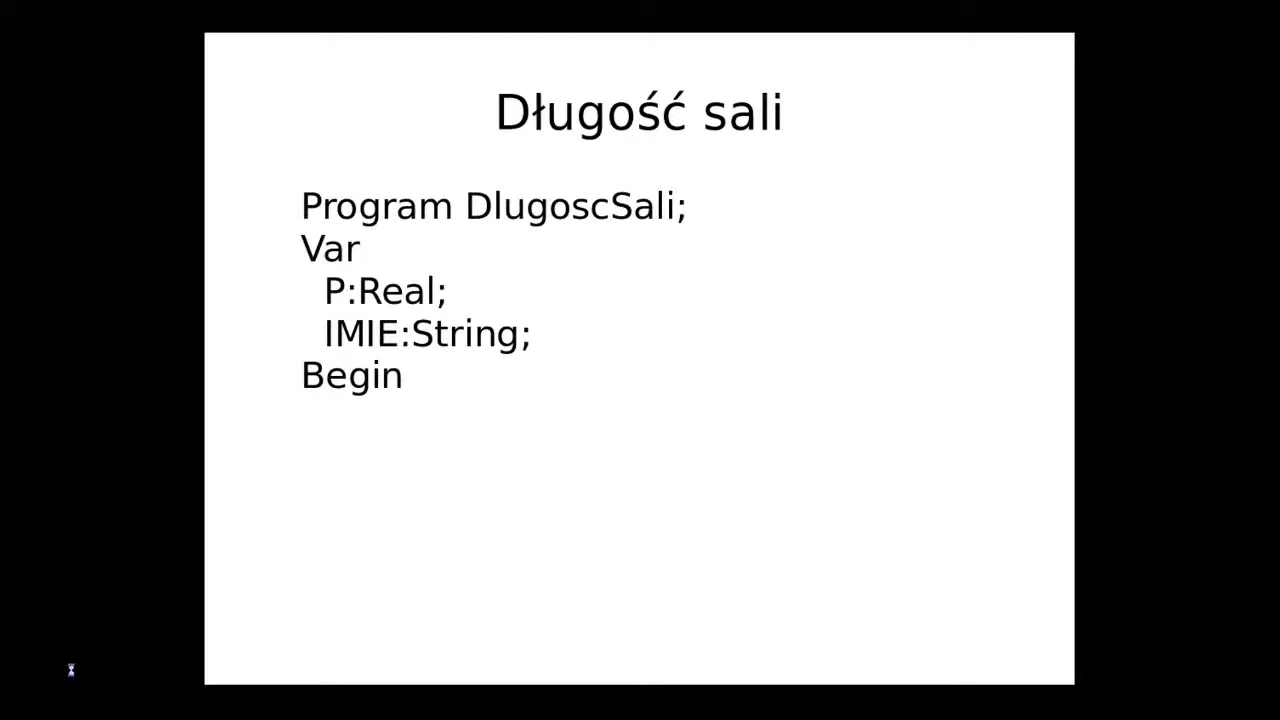 Długość sali
Program DlugoscSali;
Var
P:Real;
IMIE:String;
Begin